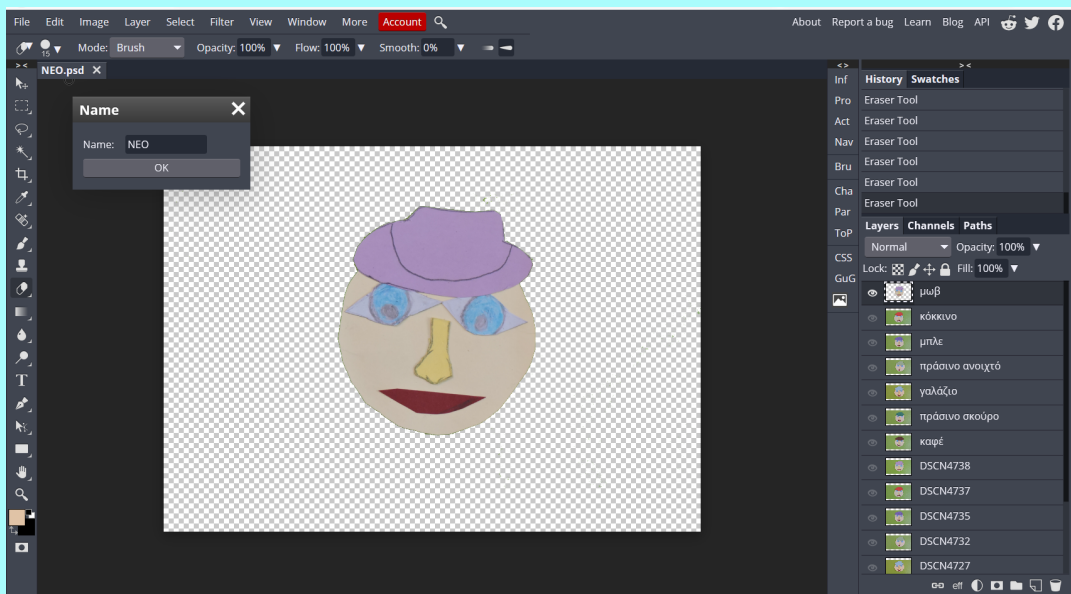 File Edit Image Layer Select Filter View Window More Account About Report a bug Learn Blog API
15 Mode: Brush Opacity: 100% Flow: 100% Smooth: 0%
NEO.psd
Name
Name: NEO
OK
Inf
Pro
Act
Nav
Bru
Cha
Par
ToP
CSS
GuG
History Swatches
Eraser Tool
Eraser Tool
Eraser Tool
Eraser Tool
Eraser Tool
Eraser Tool
Layers Channels Paths
Normal Opacity: 100%
Lock: Fill: 100%
μωβ
κόκκινο
μπλε
πράσινο ανοιχτό
γαλάζιο
πράσινο σκούρο
καφέ
DSCN4738
DSCN4737
DSCN4735
DSCN4732
DSCN4727
eff